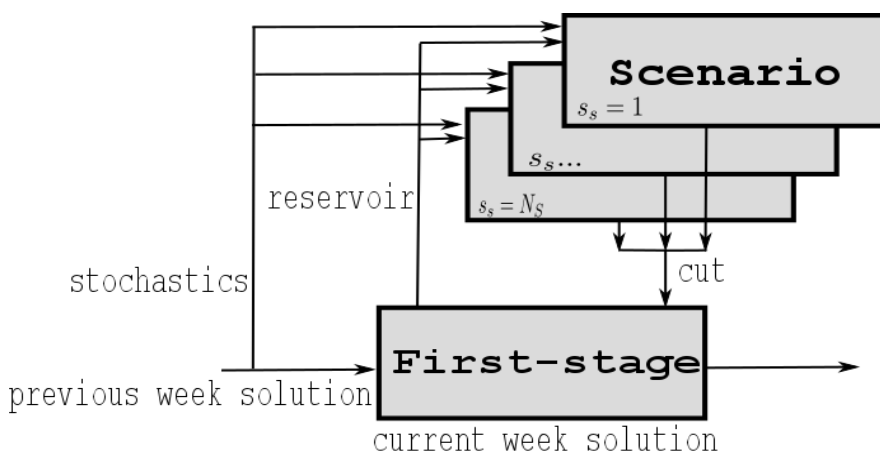 Scenario
s_s = 1
s_s...
s_s = N_S
reservoir
stochastics
cut
First-stage
previous week solution
current week solution